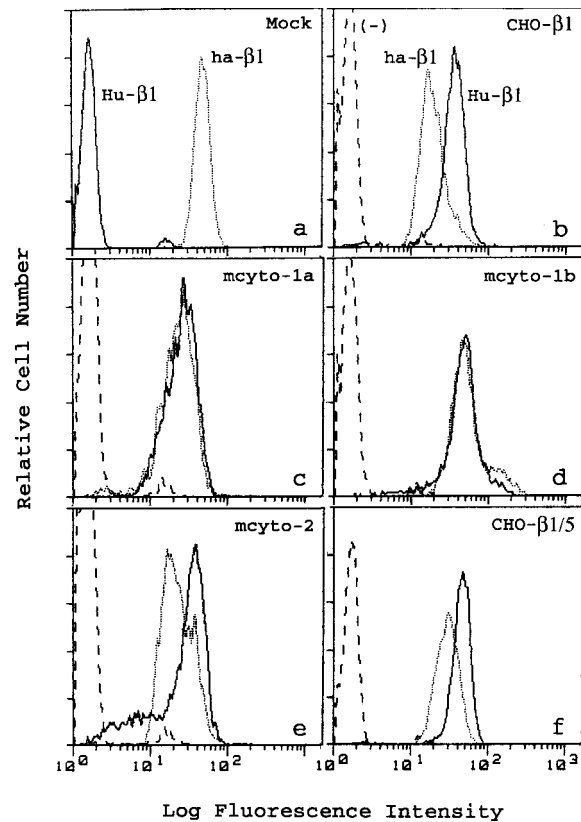 Mock
Hu-β1
ha-β1
a
CHO-β1
(-)
ha-β1
Hu-β1
b
mcyto-1a
c
mcyto-1b
d
mcyto-2
e
CHO-β1/5
f
10⁰ 10¹ 10² 10⁰ 10¹ 10² 10³
Relative Cell Number
Log Fluorescence Intensity